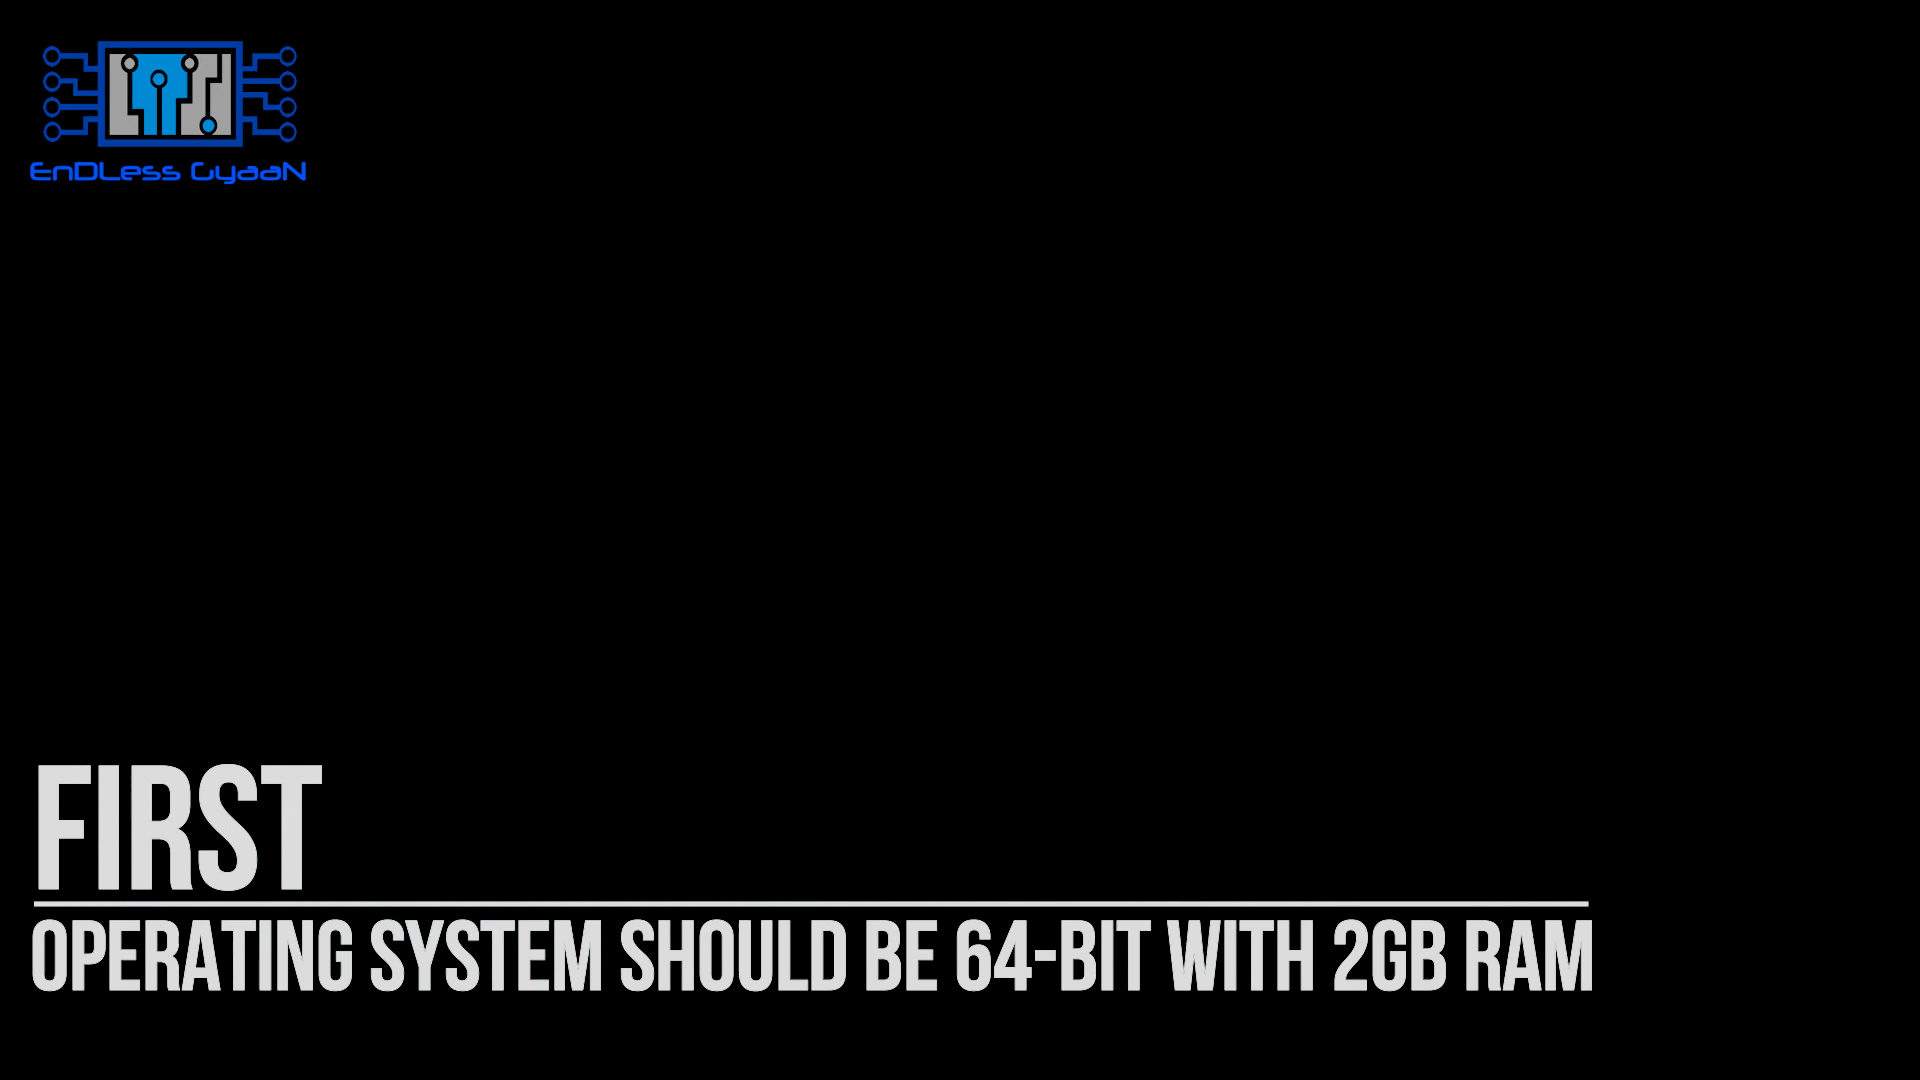 EnDLess GyaaN
FIRST
OPERATING SYSTEM SHOULD BE 64-BIT WITH 2GB RAM